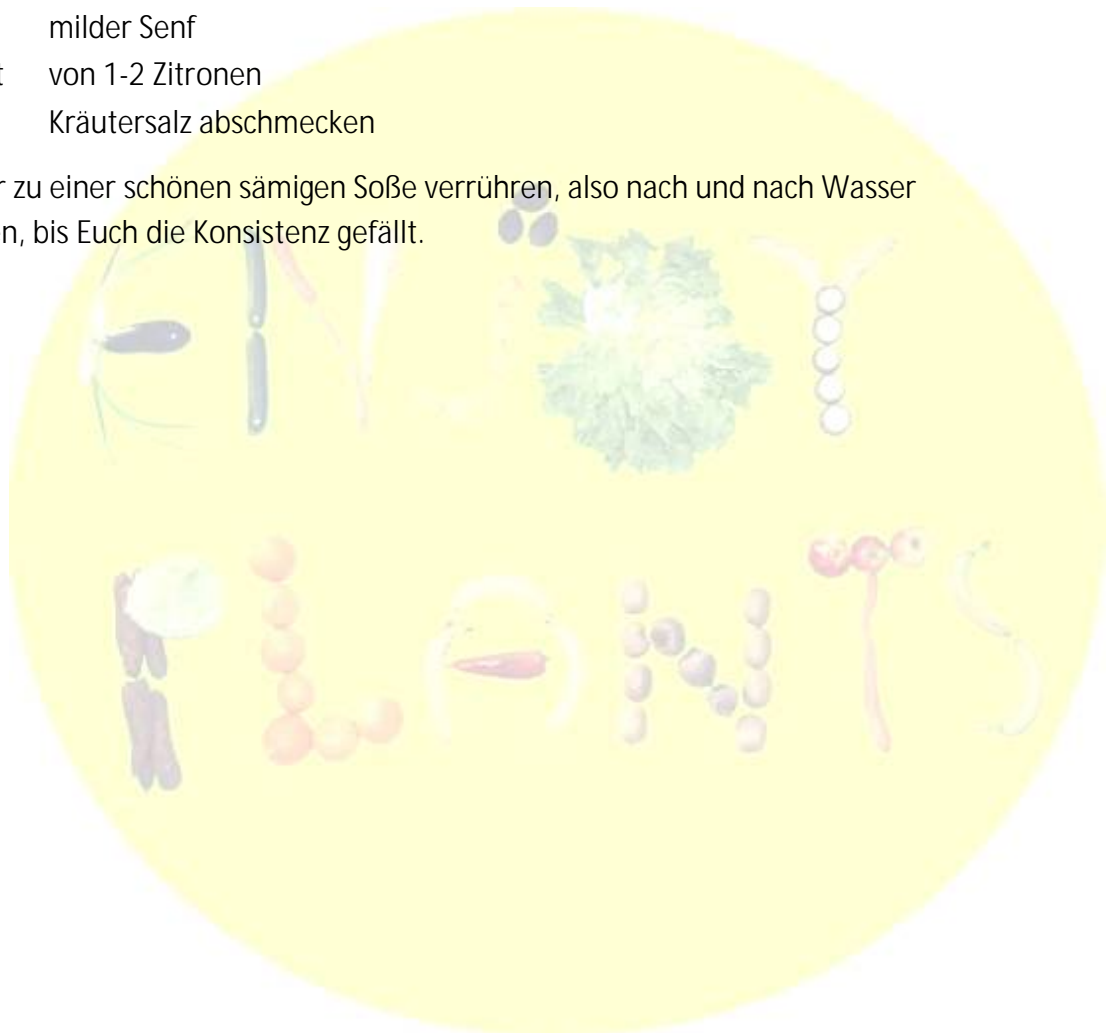 milder Senf
t von 1-2 Zitronen
Kräutersalz abschmecken
r zu einer schönen sämigen Soße verrühren, also nach und nach Wasser
n, bis Euch die Konsistenz gefällt.
ENJOY
PLANTS